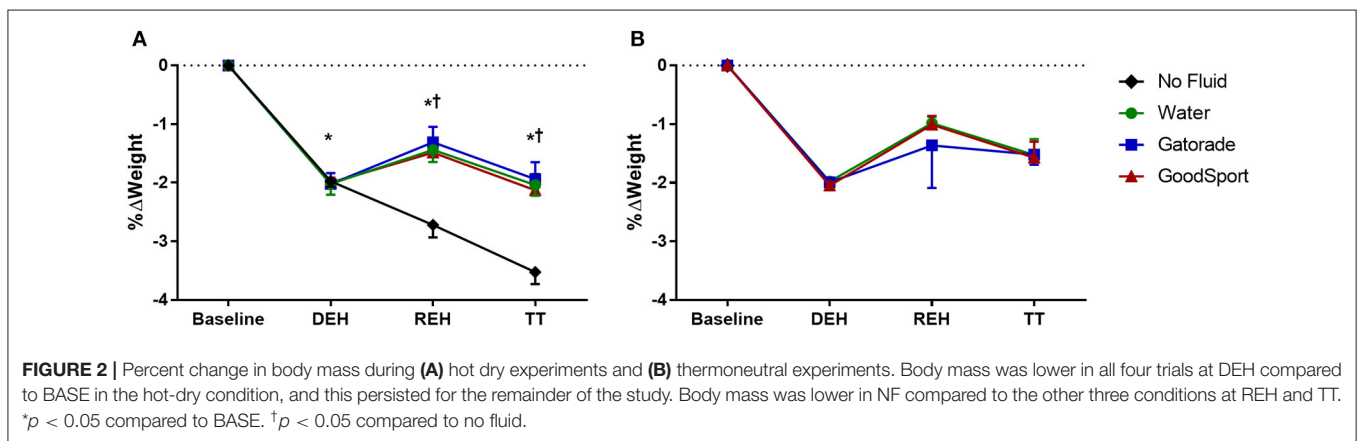 A
B
0
-1
-2
-3
-4
%ΔWeight
*
*†
*†
Baseline
DEH
REH
TT
0
-1
-2
-3
-4
%ΔWeight
Baseline
DEH
REH
TT
No Fluid
Water
Gatorade
GoodSport
FIGURE 2 | Percent change in body mass during (A) hot dry experiments and (B) thermoneutral experiments. Body mass was lower in all four trials at DEH compared
to BASE in the hot-dry condition, and this persisted for the remainder of the study. Body mass was lower in NF compared to the other three conditions at REH and TT.
*p < 0.05 compared to BASE. †p < 0.05 compared to no fluid.